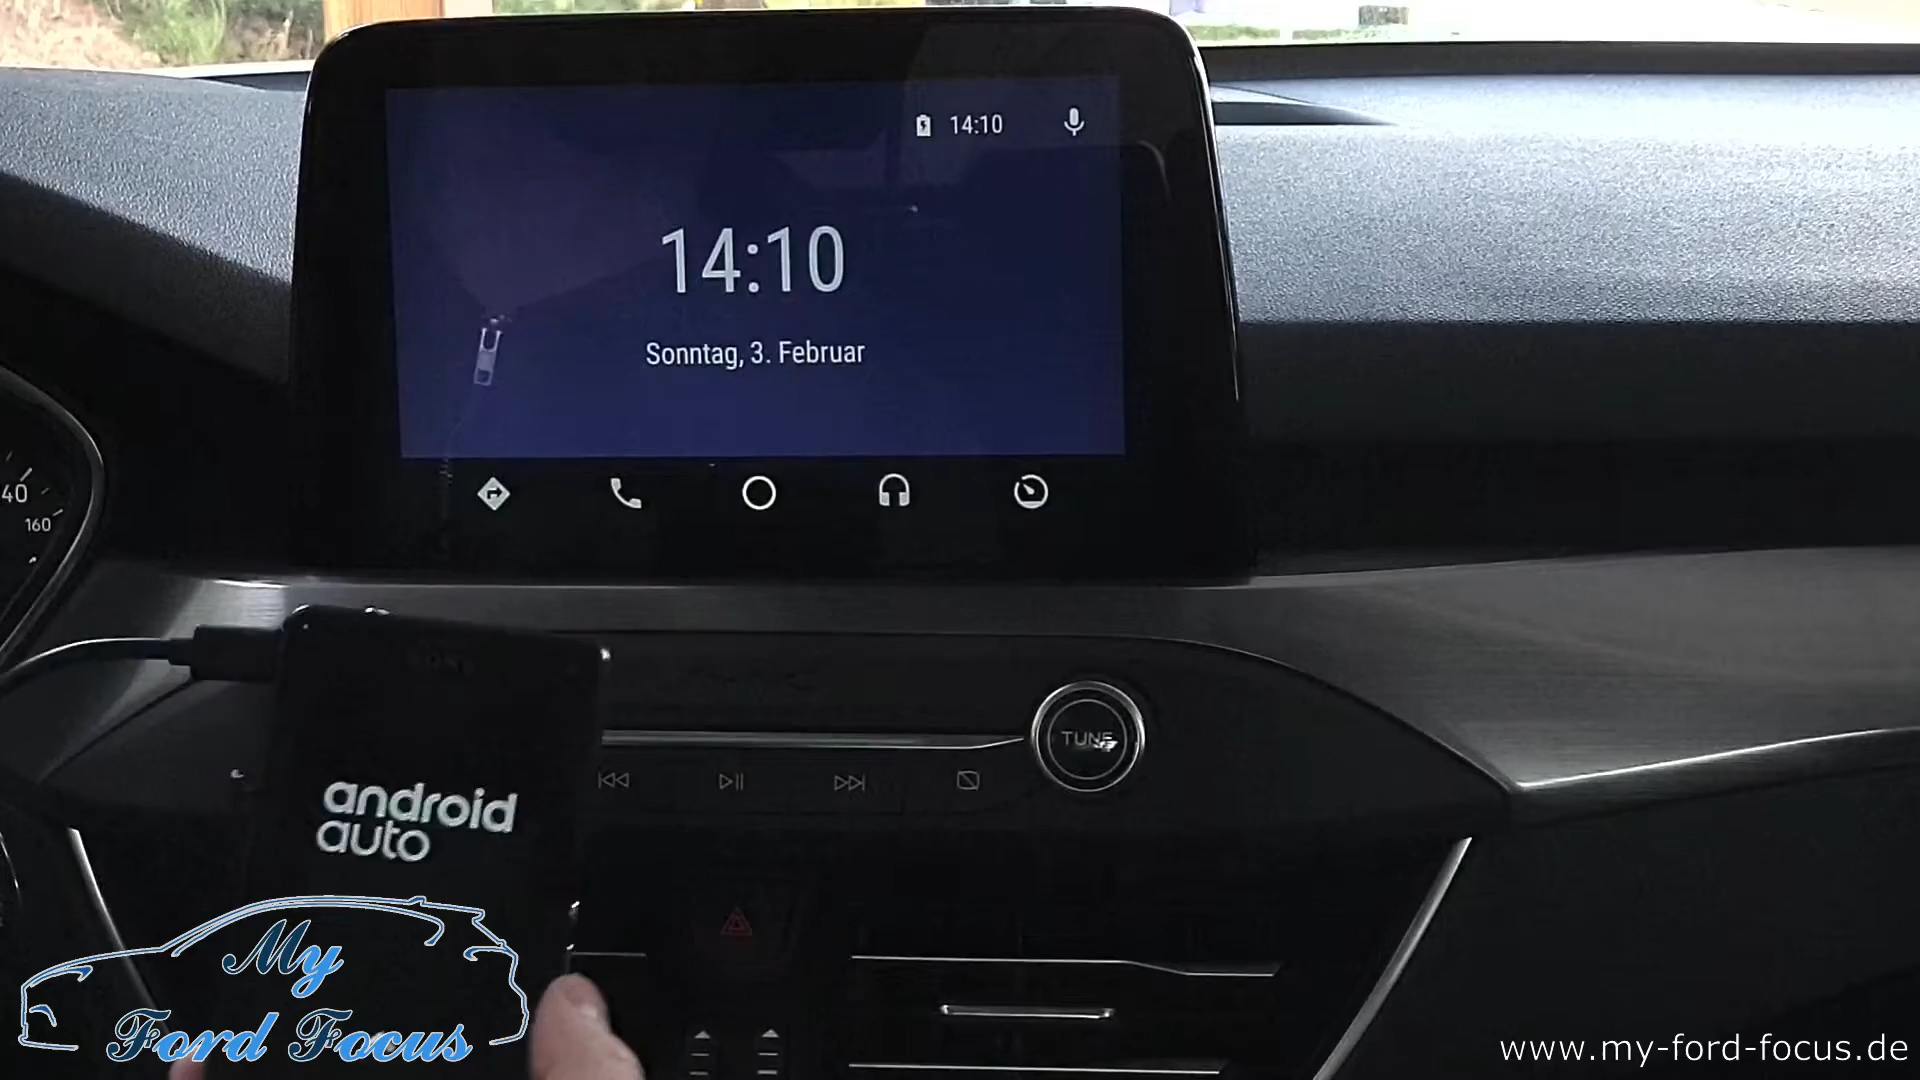 14:10
14:10
Sonntag, 3. Februar
40
160
TUNE
android
auto
My
Ford Focus
www.my-ford-focus.de